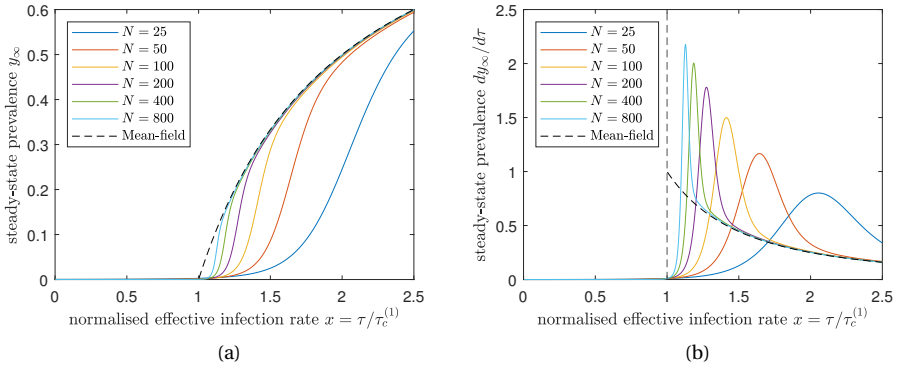 steady-state prevalence y∞
0.6
0.5
0.4
0.3
0.2
0.1
0
N = 25
N = 50
N = 100
N = 200
N = 400
N = 800
Mean-field
0 0.5 1 1.5 2 2.5
normalised effective infection rate x = τ/τc(1)
(a)
steady-state prevalence dy∞/dτ
2.5
2
1.5
1
0.5
0
N = 25
N = 50
N = 100
N = 200
N = 400
N = 800
Mean-field
0 0.5 1 1.5 2 2.5
normalised effective infection rate x = τ/τc(1)
(b)